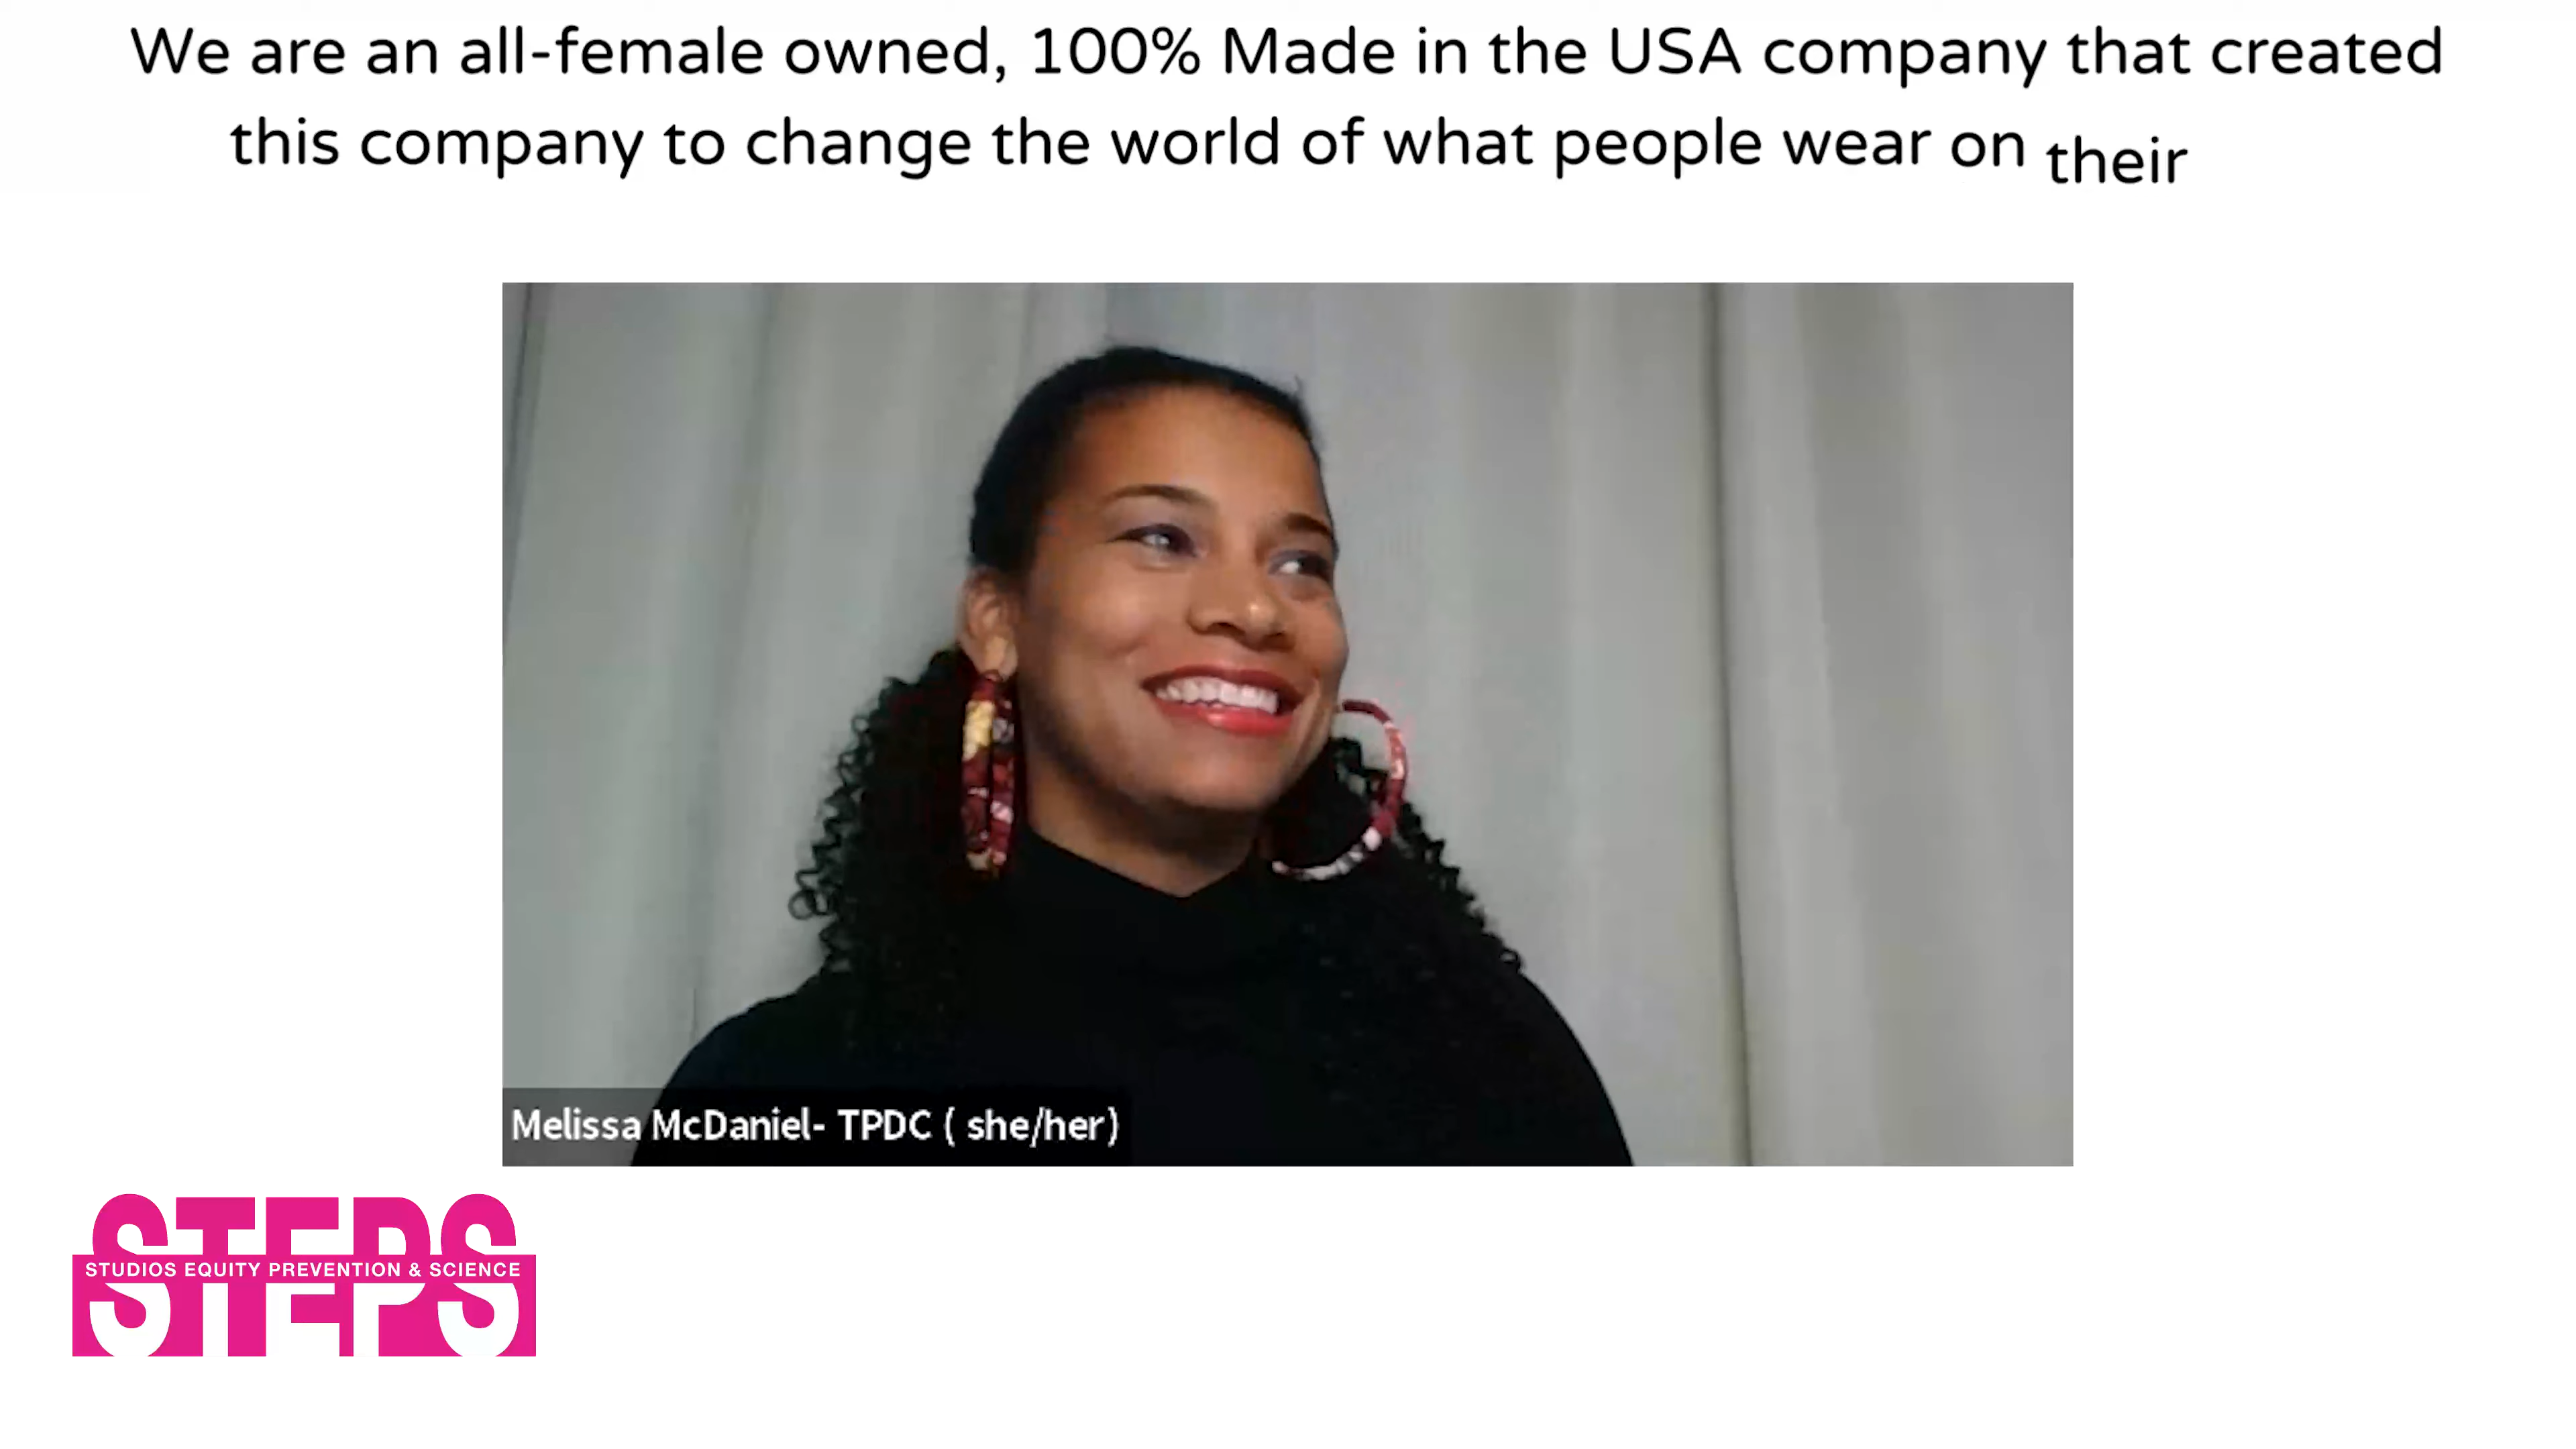 We are an all-female owned, 100% Made in the USA company that created
this company to change the world of what people wear on their
Melissa McDaniel- TPDC ( she/her)
STEPS
STUDIOS EQUITY PREVENTION & SCIENCE